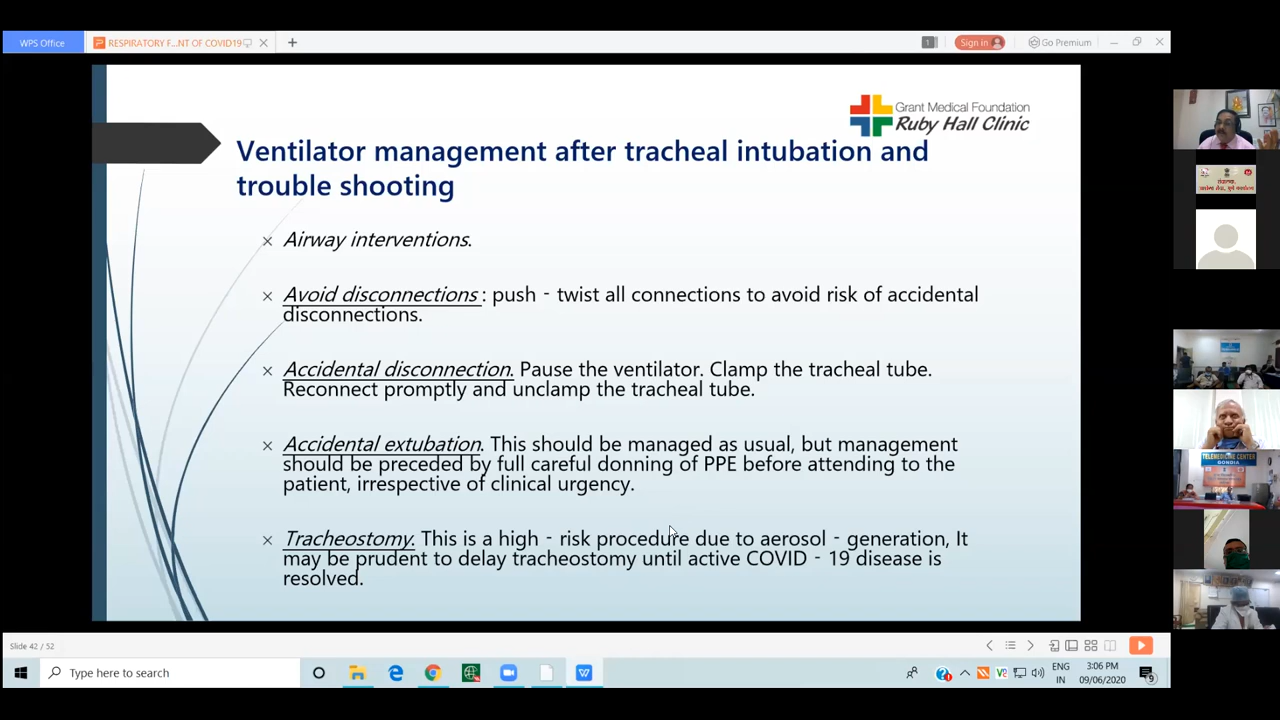 WPS Office
RESPIRATORY F...NT OF COVID19
1
Sign in
Go Premium
Grant Medical Foundation
Ruby Hall Clinic
Ventilator management after tracheal intubation and
trouble shooting
Airway interventions.
Avoid disconnections : push - twist all connections to avoid risk of accidental
disconnections.
Accidental disconnection. Pause the ventilator. Clamp the tracheal tube.
Reconnect promptly and unclamp the tracheal tube.
Accidental extubation. This should be managed as usual, but management
should be preceded by full careful donning of PPE before attending to the
patient, irrespective of clinical urgency.
Tracheostomy. This is a high - risk procedure due to aerosol - generation, It
may be prudent to delay tracheostomy until active COVID - 19 disease is
resolved.
TELEMEDICINE CENTER
GONDIA
Slide 42 / 52
Type here to search
ENG
IN
3:06 PM
09/06/2020
9